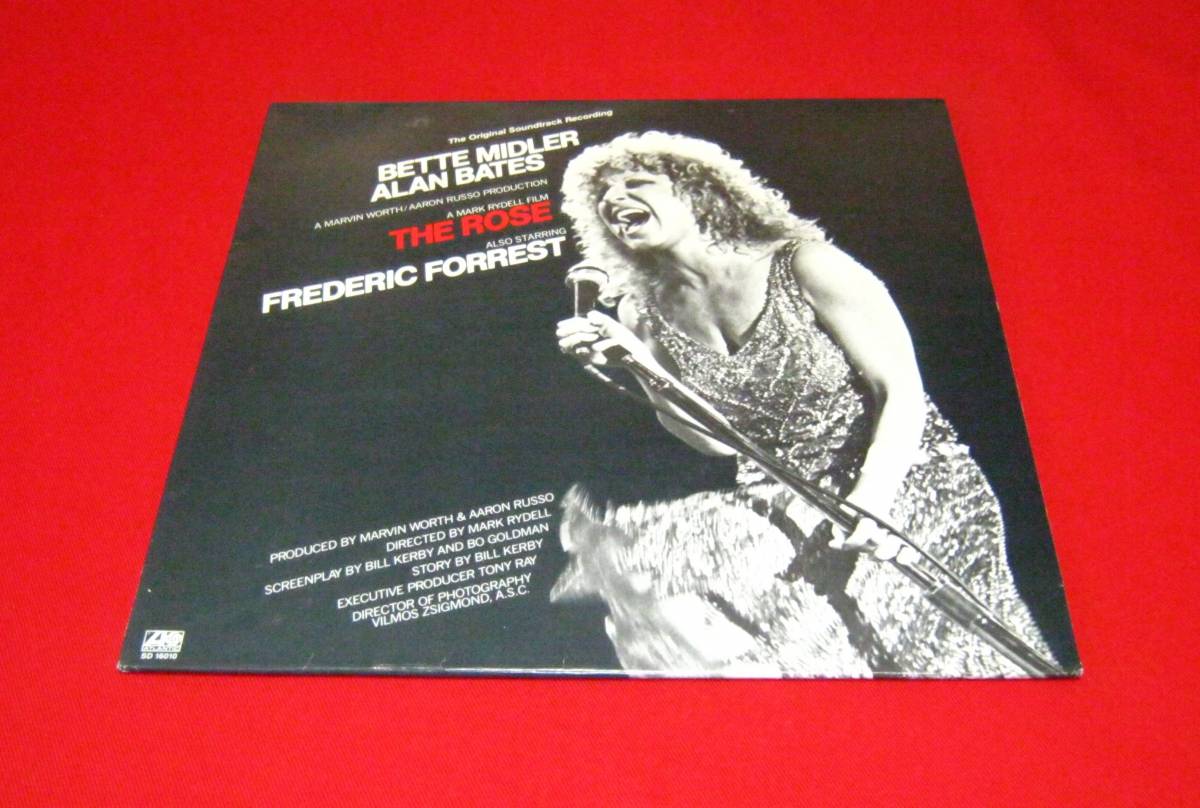 The Original Soundtrack Recording
BETTE MIDLER
ALAN BATES
A MARVIN WORTH/AARON RUSSO PRODUCTION
A MARK RYDELL FILM
THE ROSE
ALSO STARRING
FREDERIC FORREST
PRODUCED BY MARVIN WORTH & AARON RUSSO
DIRECTED BY MARK RYDELL
SCREENPLAY BY BILL KERBY AND BO GOLDMAN
STORY BY BILL KERBY
EXECUTIVE PRODUCER TONY RAY
DIRECTOR OF PHOTOGRAPHY
VILMOS ZSIGMOND, A.S.C.
ATLANTIC
SD 16010